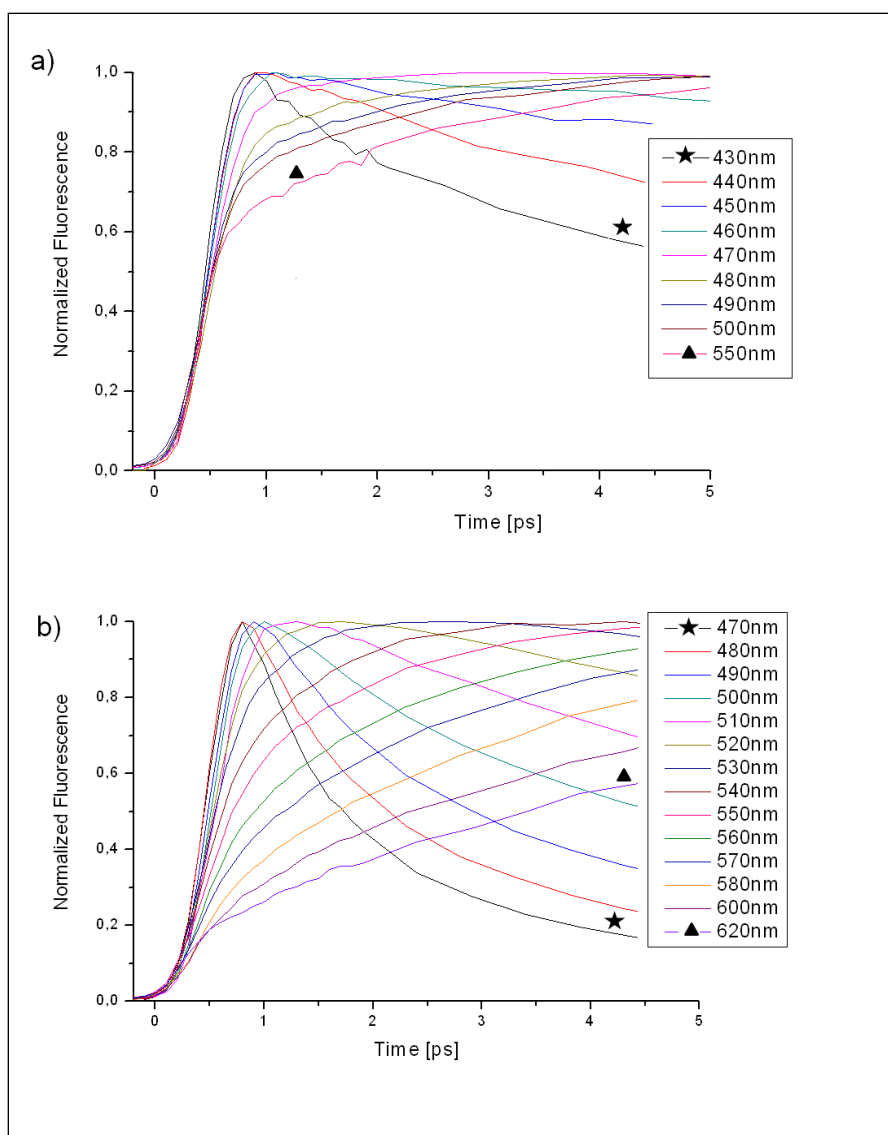 a)
Normalized Fluorescence
1,0
0,8
0,6
0,4
0,2
0,0
0 1 2 3 4 5
Time [ps]
430nm
440nm
450nm
460nm
470nm
480nm
490nm
500nm
550nm
b)
Normalized Fluorescence
1,0
0,8
0,6
0,4
0,2
0,0
0 1 2 3 4 5
Time [ps]
470nm
480nm
490nm
500nm
510nm
520nm
530nm
540nm
550nm
560nm
570nm
580nm
600nm
620nm